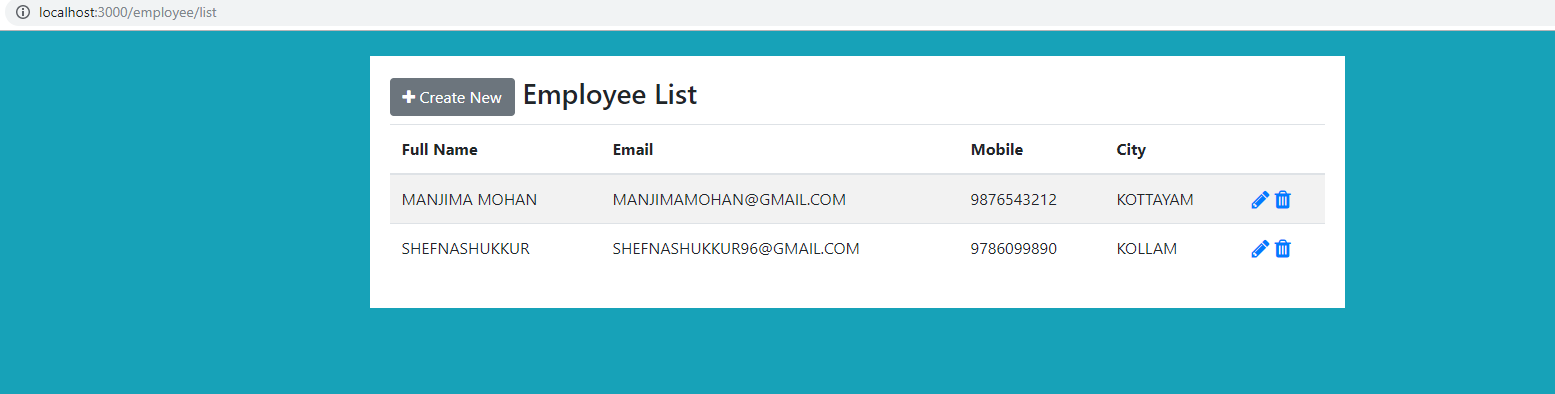 localhost:3000/employee/list
Create New Employee List
Full Name Email Mobile City
MANJIMA MOHAN MANJIMAMOHAN@GMAIL.COM 9876543212 KOTTAYAM
SHEFNASHUKKUR SHEFNASHUKKUR96@GMAIL.COM 9786099890 KOLLAM